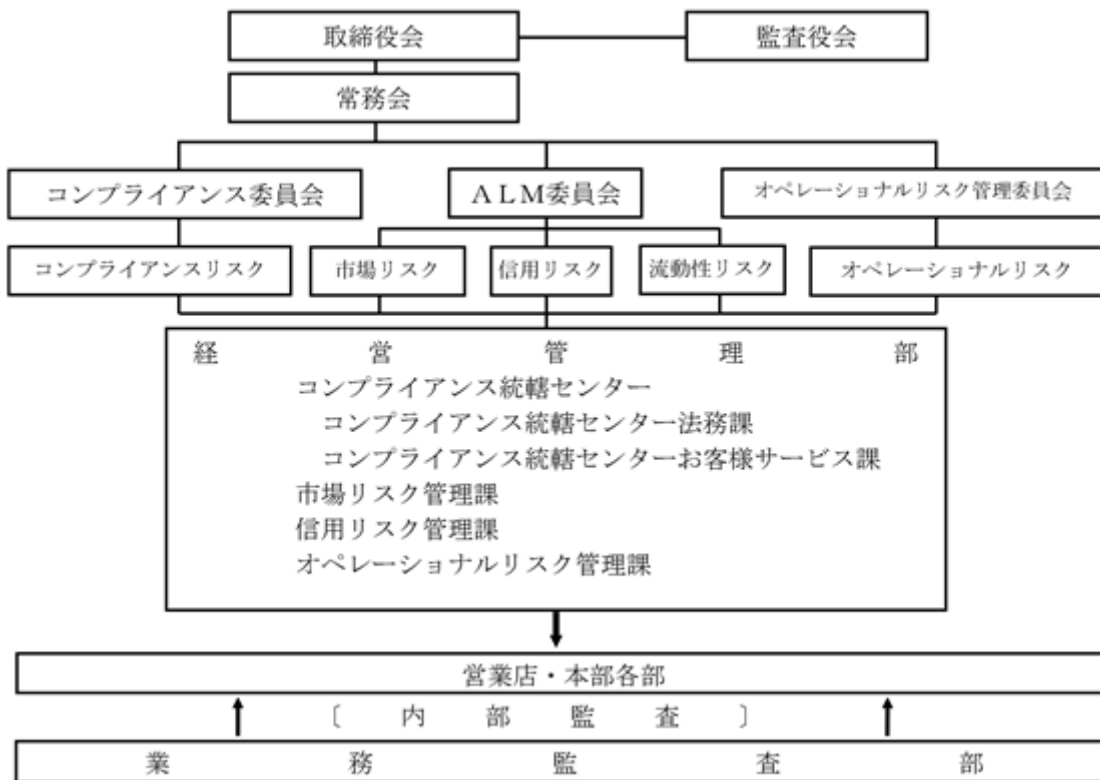 取締役会 監査役会
常務会
コンプライアンス委員会 ALM委員会 オペレーショナルリスク管理委員会
コンプライアンスリスク 市場リスク 信用リスク 流動性リスク オペレーショナルリスク
経営管理部
コンプライアンス統轄センター
コンプライアンス統轄センター法務課
コンプライアンス統轄センターお客様サービス課
市場リスク管理課
信用リスク管理課
オペレーショナルリスク管理課
営業店・本部各部
〔 内部監査 〕
業務監査部